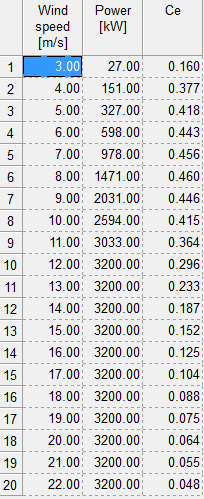 Wind speed [m/s] Power [kW] Ce
1 3.00 27.00 0.160
2 4.00 151.00 0.377
3 5.00 327.00 0.418
4 6.00 598.00 0.443
5 7.00 978.00 0.456
6 8.00 1471.00 0.460
7 9.00 2031.00 0.446
8 10.00 2594.00 0.415
9 11.00 3033.00 0.364
10 12.00 3200.00 0.296
11 13.00 3200.00 0.233
12 14.00 3200.00 0.187
13 15.00 3200.00 0.152
14 16.00 3200.00 0.125
15 17.00 3200.00 0.104
16 18.00 3200.00 0.088
17 19.00 3200.00 0.075
18 20.00 3200.00 0.064
19 21.00 3200.00 0.055
20 22.00 3200.00 0.048